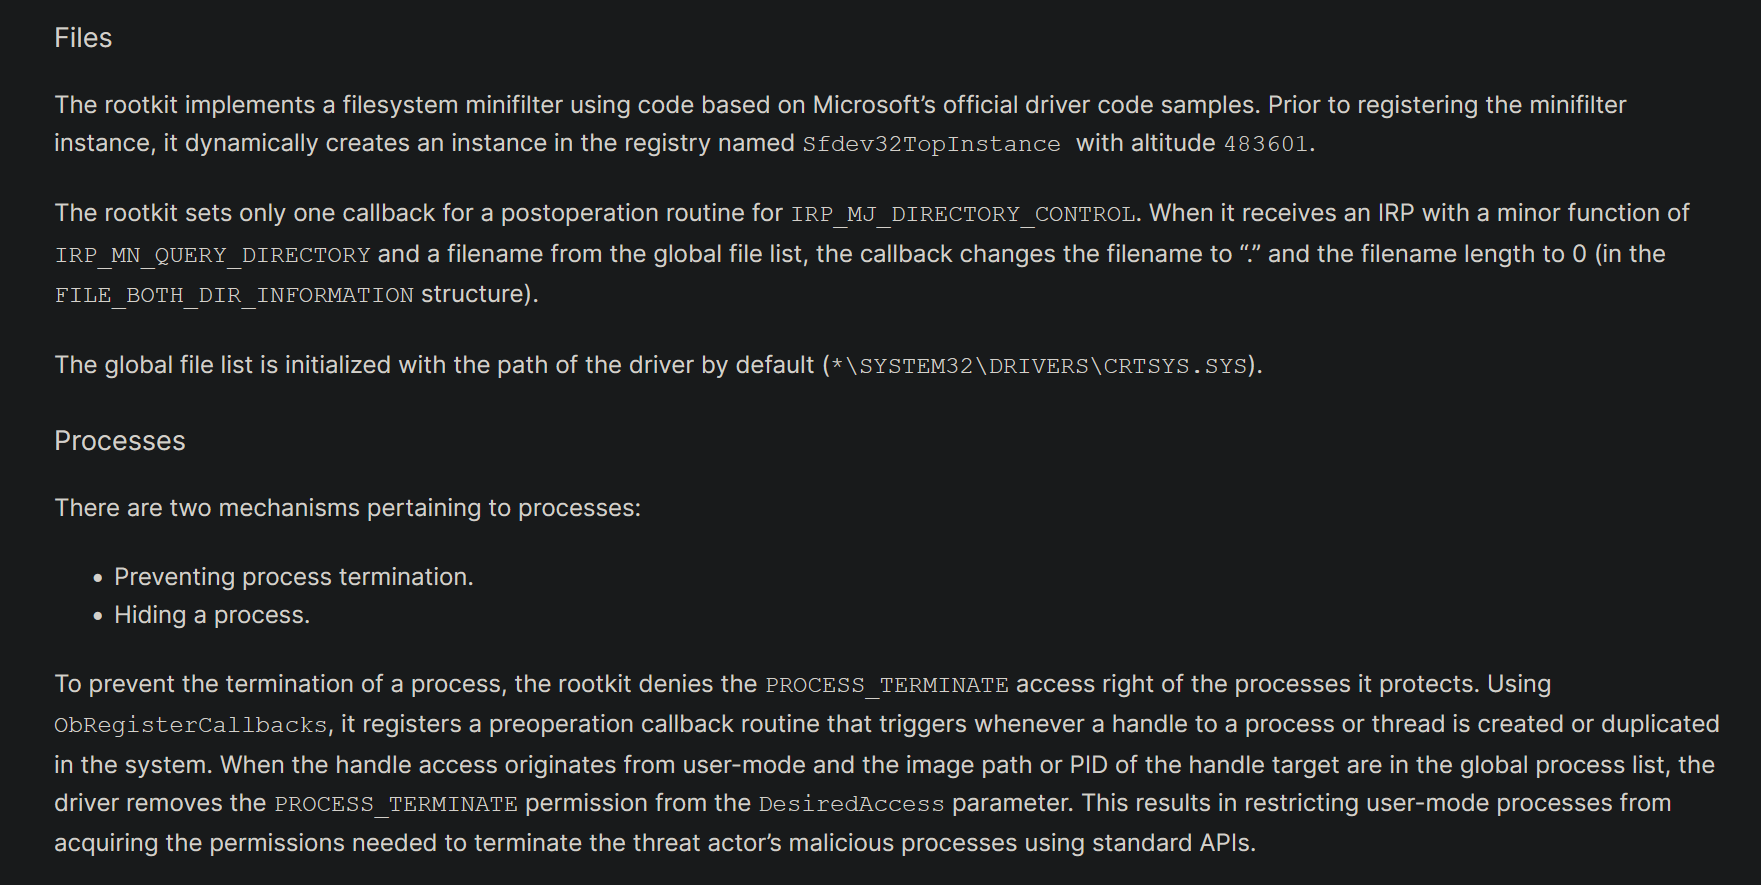 Files
The rootkit implements a filesystem minifilter using code based on Microsoft’s official driver code samples. Prior to registering the minifilter
instance, it dynamically creates an instance in the registry named Sfdev32TopInstance with altitude 483601.
The rootkit sets only one callback for a postoperation routine for IRP_MJ_DIRECTORY_CONTROL. When it receives an IRP with a minor function of
IRP_MN_QUERY_DIRECTORY and a filename from the global file list, the callback changes the filename to “.” and the filename length to 0 (in the
FILE_BOTH_DIR_INFORMATION structure).
The global file list is initialized with the path of the driver by default (*\SYSTEM32\DRIVERS\CRTSYS.SYS).
Processes
There are two mechanisms pertaining to processes:
• Preventing process termination.
• Hiding a process.
To prevent the termination of a process, the rootkit denies the PROCESS_TERMINATE access right of the processes it protects. Using
ObRegisterCallbacks, it registers a preoperation callback routine that triggers whenever a handle to a process or thread is created or duplicated
in the system. When the handle access originates from user-mode and the image path or PID of the handle target are in the global process list, the
driver removes the PROCESS_TERMINATE permission from the DesiredAccess parameter. This results in restricting user-mode processes from
acquiring the permissions needed to terminate the threat actor’s malicious processes using standard APIs.